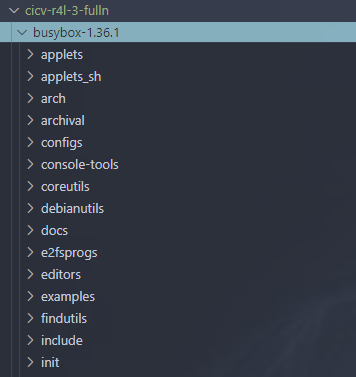 cicv-r4l-3-fulln
busybox-1.36.1
applets
applets_sh
arch
archival
configs
console-tools
coreutils
debianutils
docs
e2fsprogs
editors
examples
findutils
include
init